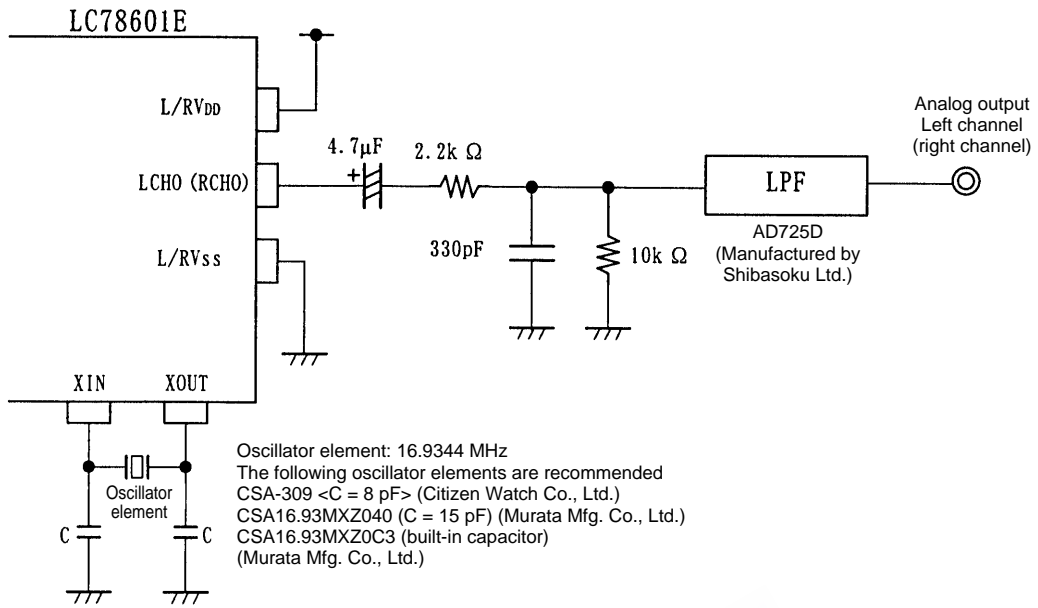 LC78601E
L/RVDD
4.7μF
2.2k Ω
LCHO (RCHO)
+
330pF
10k Ω
L/RVSS
LPF
AD725D
(Manufactured by
Shibasoku Ltd.)
Analog output
Left channel
(right channel)
XIN
XOUT
Oscillator
element
C
C
Oscillator element: 16.9344 MHz
The following oscillator elements are recommended
CSA-309 <C = 8 pF> (Citizen Watch Co., Ltd.)
CSA16.93MXZ040 (C = 15 pF) (Murata Mfg. Co., Ltd.)
CSA16.93MXZ0C3 (built-in capacitor)
(Murata Mfg. Co., Ltd.)